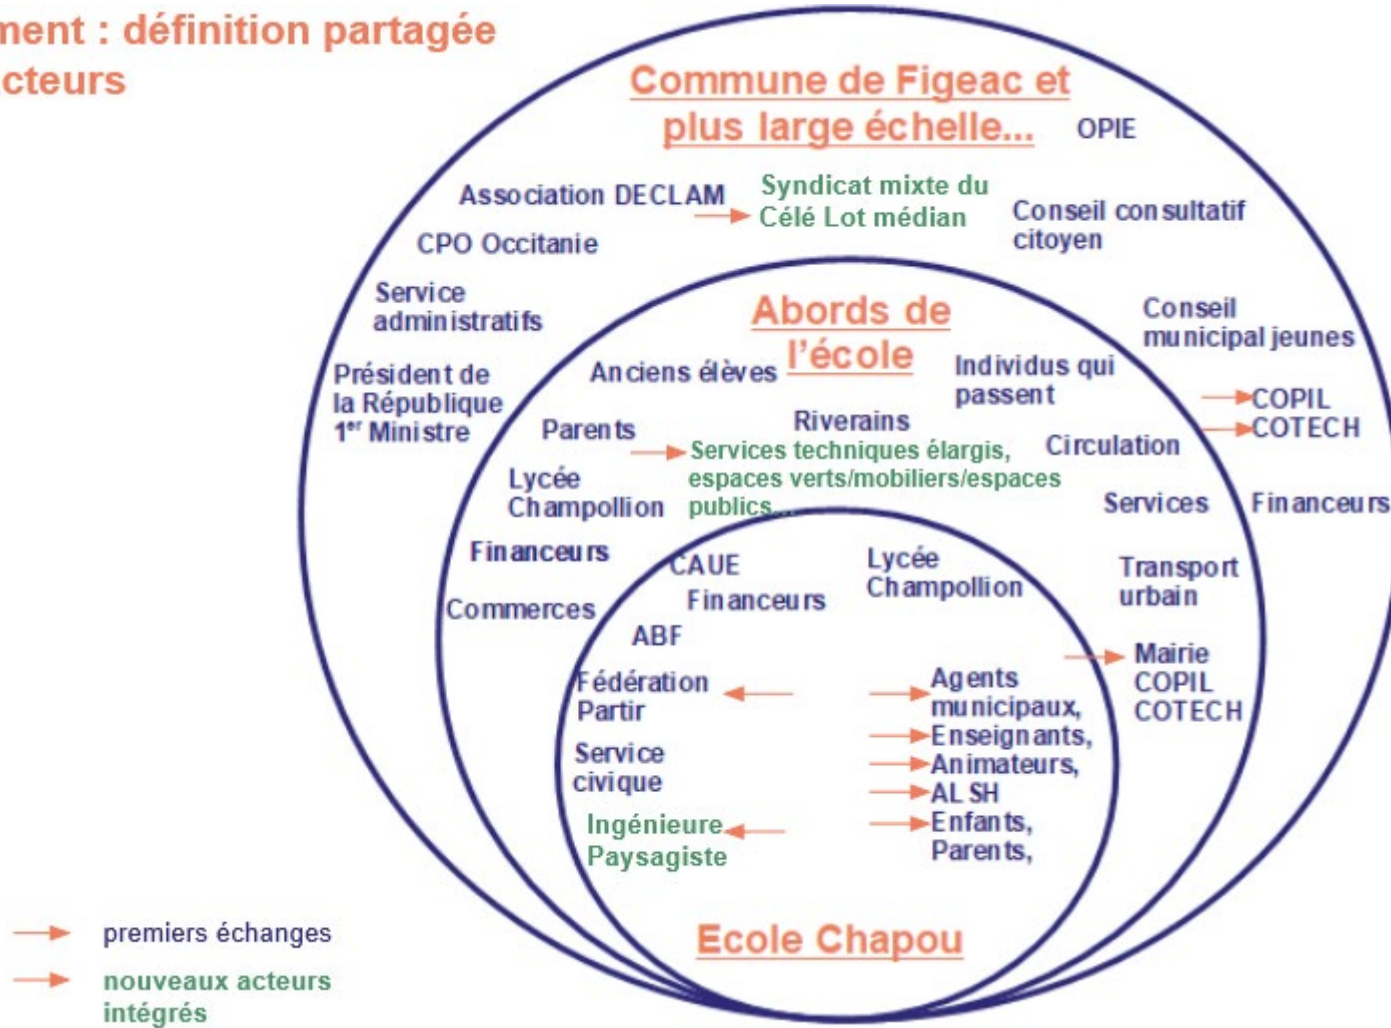 ment : définition partagée
cteurs
Commune de Figeac et
plus large échelle...
OPIE
Association DECLAM
Syndicat mixte du
Célé Lot médian
Conseil consultatif
citoyen
CPO Occitanie
Service
administratifs
Conseil
municipal jeunes
Président de
la République
1er Ministre
COPIL
COTECH
Financeurs
Abords de
l'école
Anciens élèves
Individus qui
passent
Parents
Riverains
Services techniques élargis,
espaces verts/mobiliers/espaces
publics...
Circulation
Lycée
Champollion
Services
Financeurs
Transport
urbain
Commerces
Mairie
COPIL
COTECH
CAUE
Lycée
Champollion
Financeurs
ABF
Fédération
Partir
Agents
municipaux,
Enseignants,
Animateurs,
ALSH
Enfants,
Parents,
Service
civique
Ingénieure
Paysagiste
Ecole Chapou
premiers échanges
nouveaux acteurs
intégrés